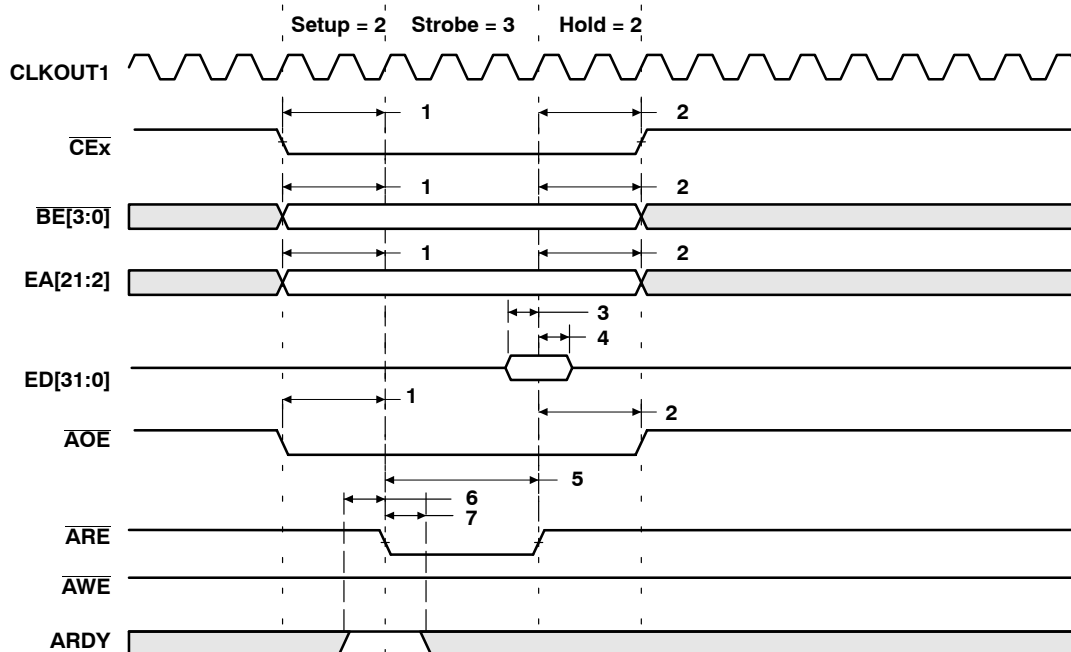 Setup = 2 Strobe = 3 Hold = 2
CLKOUT1
1 2
CEx
1 2
BE[3:0]
1 2
EA[21:2]
3
4
ED[31:0]
1
2
AOE
5
6
7
ARE
AWE
ARDY